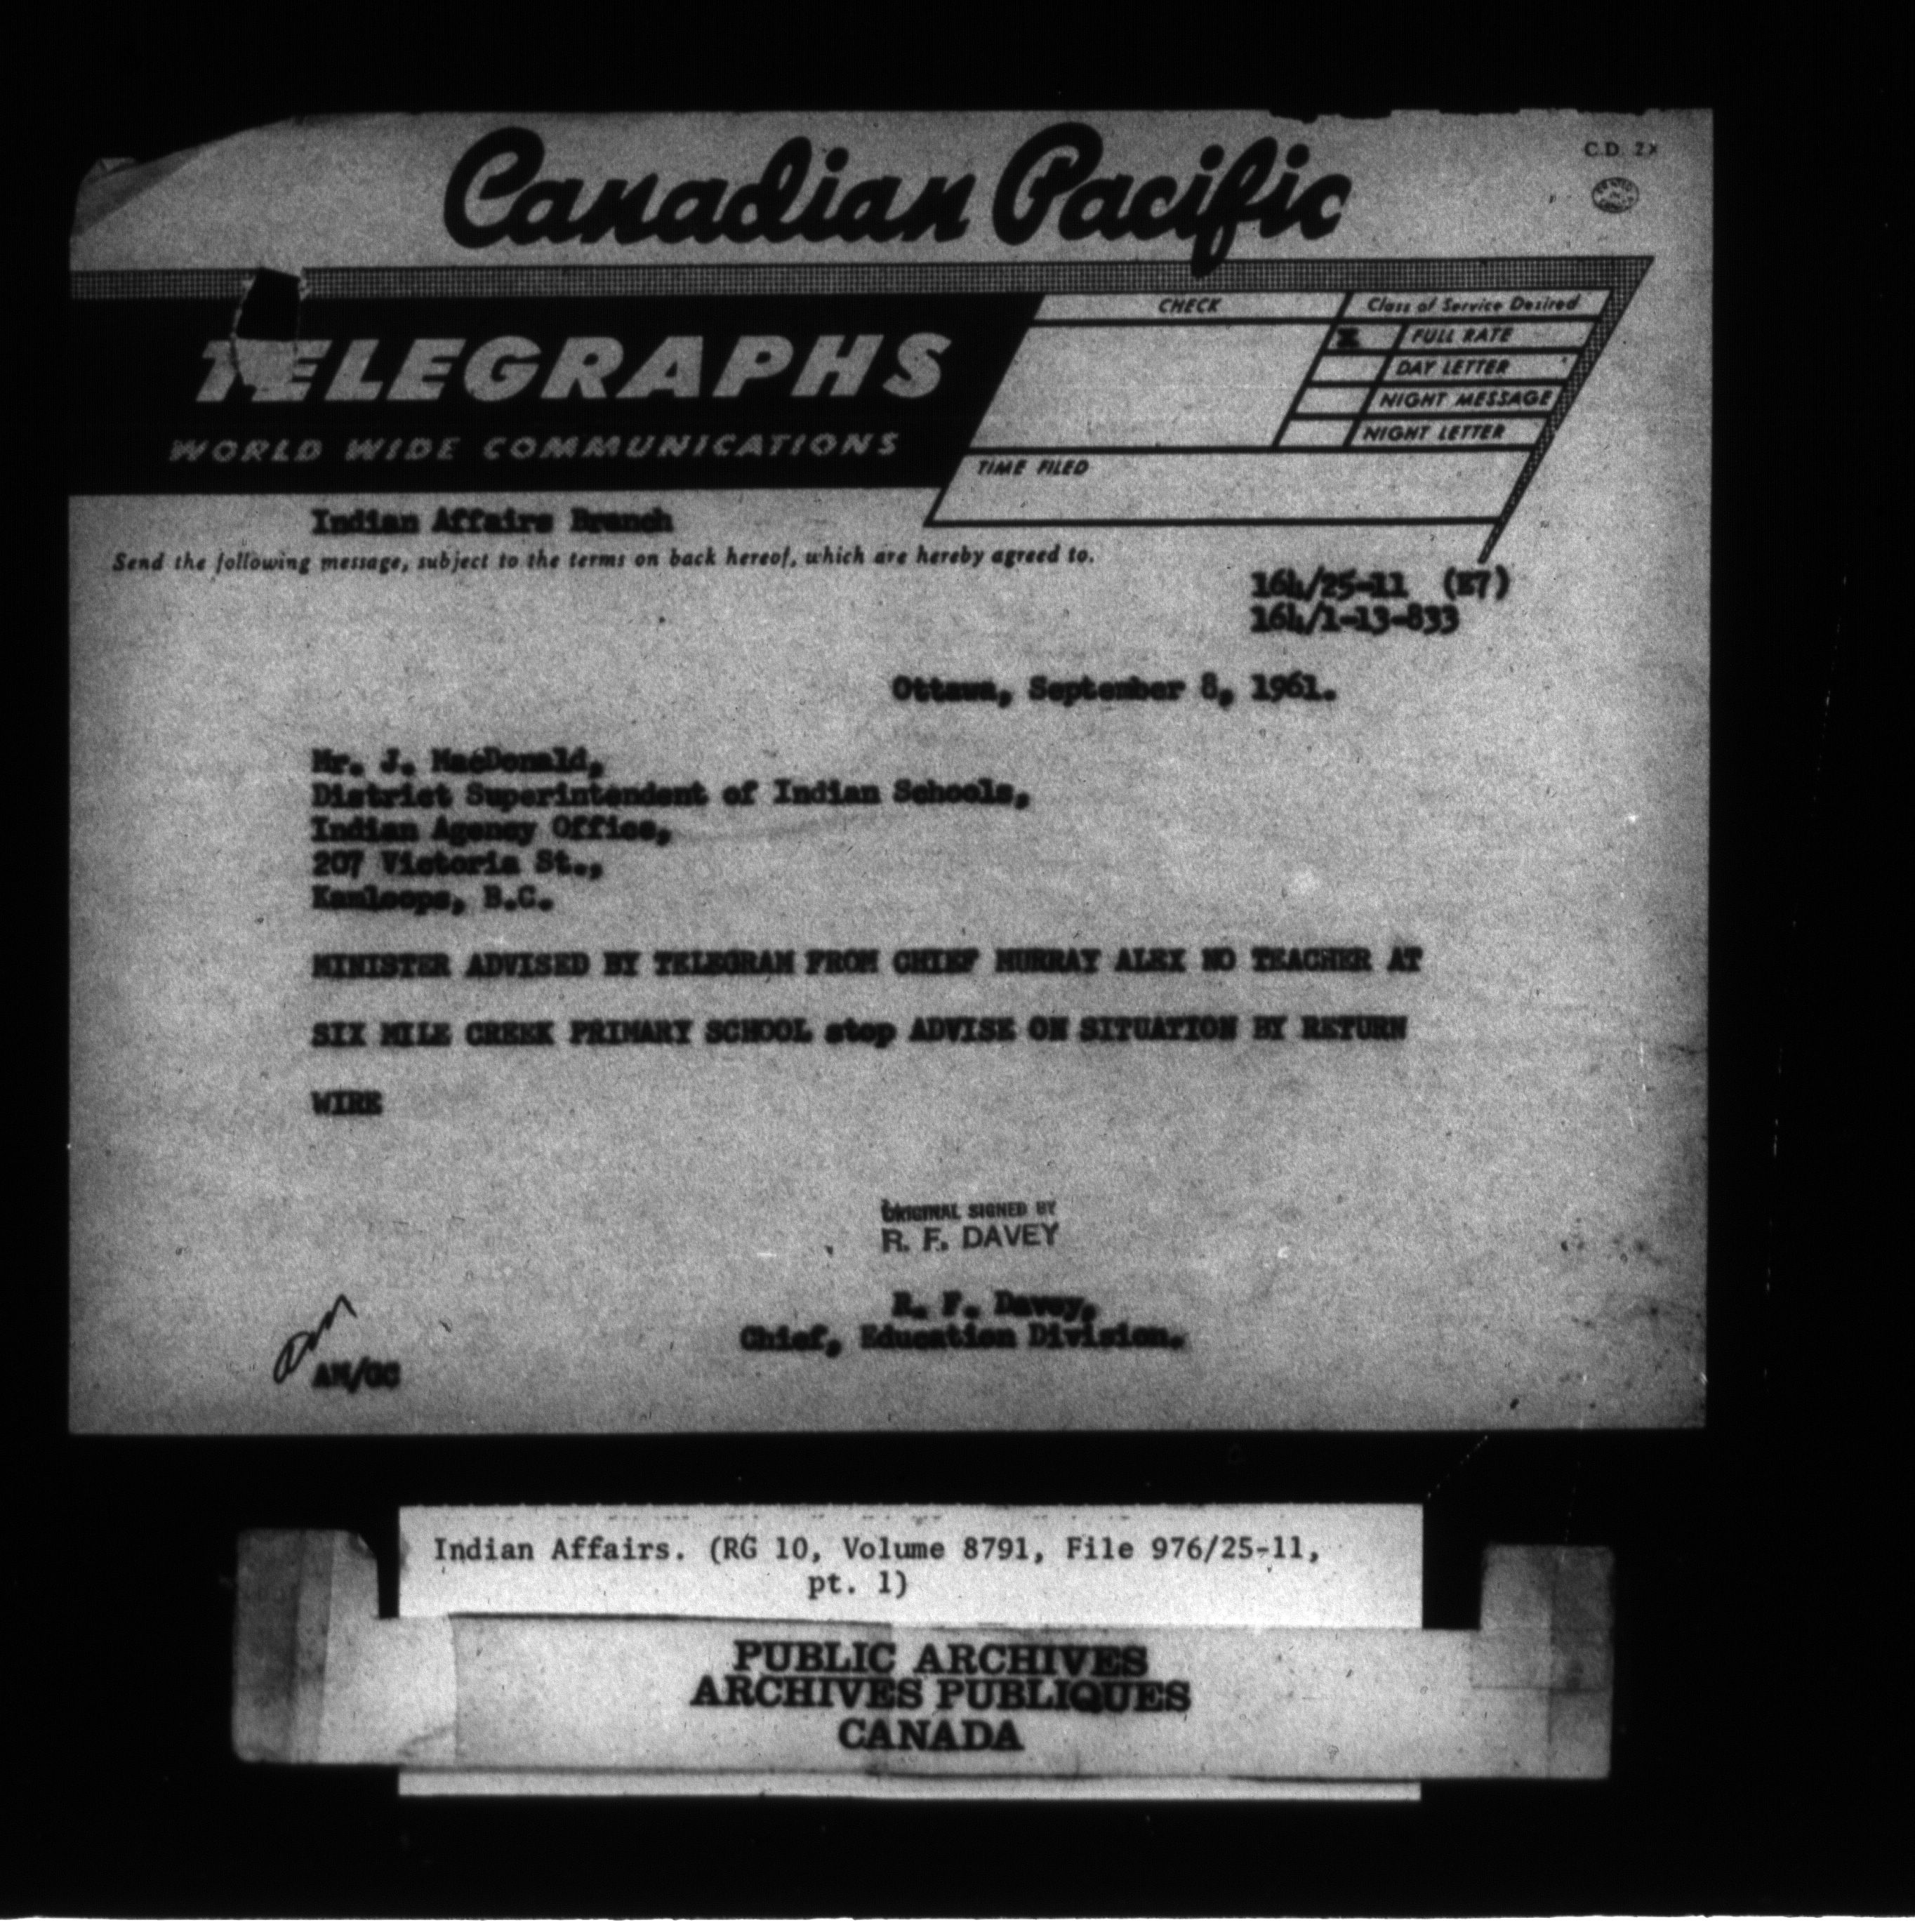 Canadian Pacific
C.D. 2X
TELEGRAPHS
WORLD WIDE COMMUNICATIONS
CHECK
Class of Service Desired
X FULL RATE
DAY LETTER
NIGHT MESSAGE
NIGHT LETTER
TIME FILED
Indian Affairs Branch
Send the following message, subject to the terms on back hereof, which are hereby agreed to.
164/25-11 (E7)
164/1-13-833
Ottawa, September 8, 1961.
Mr. J. MacDonald,
District Superintendent of Indian Schools,
Indian Agency Office,
207 Victoria St.,
Kamloops, B.C.
MINISTER ADVISED BY TELEGRAM FROM CHIEF MURRAY ALEX NO TEACHER AT
SIX MILE CREEK PRIMARY SCHOOL stop ADVISE ON SITUATION BY RETURN
WIRE
ORIGINAL SIGNED BY
R. F. DAVEY
R. F. Davey,
Chief, Education Division.
AM/GC
Indian Affairs. (RG 10, Volume 8791, File 976/25-11,
pt. 1)
PUBLIC ARCHIVES
ARCHIVES PUBLIQUES
CANADA